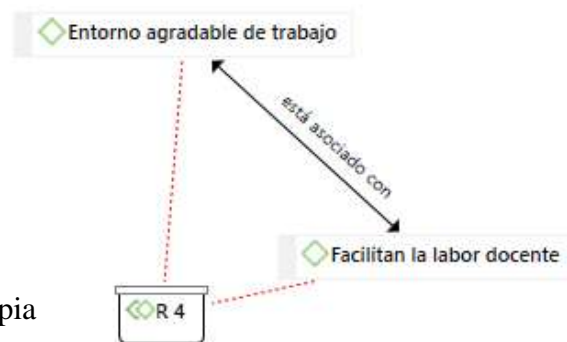 Entorno agradable de trabajo
está asociado con
Facilitan la labor docente
R 4
pia